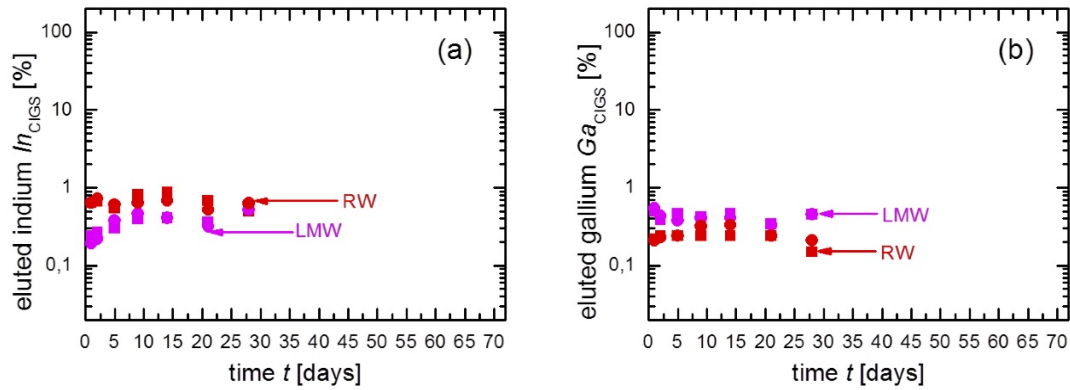 eluted indium In_CIGS [%]
100
10
1
0,1
(a)
RW
LMW
0 5 10 15 20 25 30 35 40 45 50 55 60 65 70
time t [days]
eluted gallium Ga_CIGS [%]
100
10
1
0,1
(b)
LMW
RW
0 5 10 15 20 25 30 35 40 45 50 55 60 65 70
time t [days]